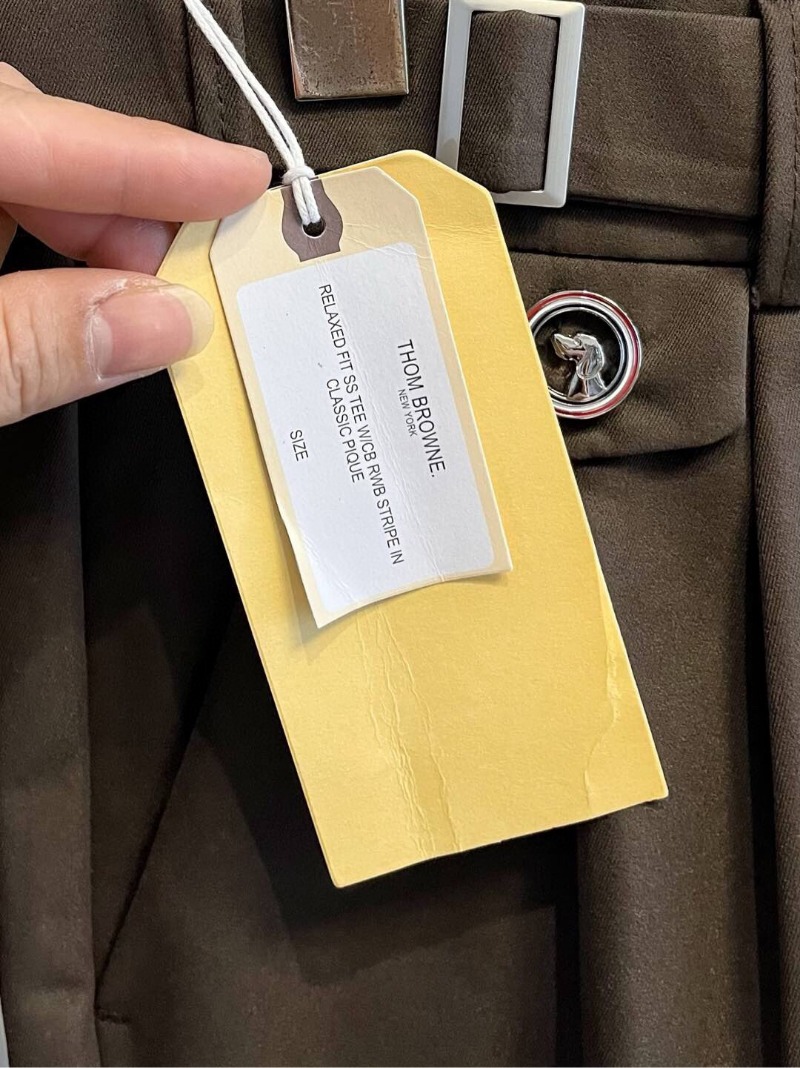 THOM BROWNE.
NEW YORK
RELAXED FIT SS TEE W/CB RWB STRIPE IN
CLASSIC PIQUE
SIZE